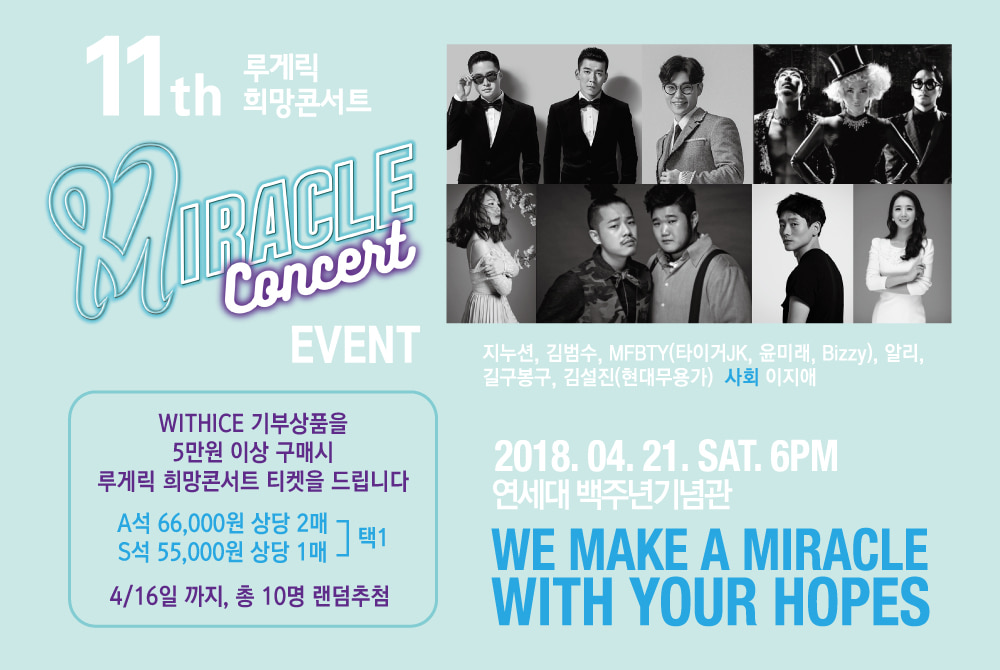 11th
루게릭
희망콘서트
MIRACLE
Concert
EVENT
지누션, 김범수, MFBTY(타이거JK, 윤미래, Bizzy), 알리,
길구봉구, 김설진(현대무용가) 사회 이지애
WITHICE 기부상품을
5만원 이상 구매시
루게릭 희망콘서트 티켓을 드립니다
A석 66,000원 상당 2매
S석 55,000원 상당 1매
택1
4/16일 까지, 총 10명 랜덤추첨
2018. 04. 21. SAT. 6PM
연세대 백주년기념관
WE MAKE A MIRACLE
WITH YOUR HOPES